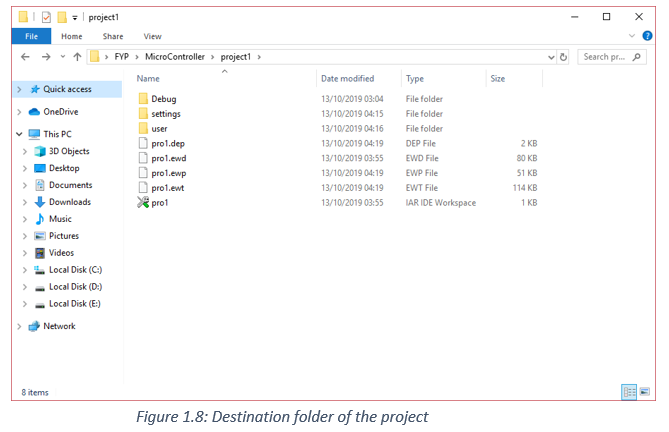 project1
File Home Share View
FYP MicroController project1 Search pr...
Name Date modified Type Size
Quick access
OneDrive
This PC
3D Objects
Desktop
Documents
Downloads
Music
Pictures
Videos
Local Disk (C:)
Local Disk (D:)
Local Disk (E:)
Network
Debug 13/10/2019 03:04 File folder
settings 13/10/2019 04:15 File folder
user 13/10/2019 04:16 File folder
pro1.dep 13/10/2019 04:19 DEP File 2 KB
pro1.ewd 13/10/2019 03:55 EWD File 80 KB
pro1.ewp 13/10/2019 04:19 EWP File 51 KB
pro1.ewt 13/10/2019 04:19 EWT File 114 KB
pro1 13/10/2019 03:55 IAR IDE Workspace 1 KB
8 items
Figure 1.8: Destination folder of the project